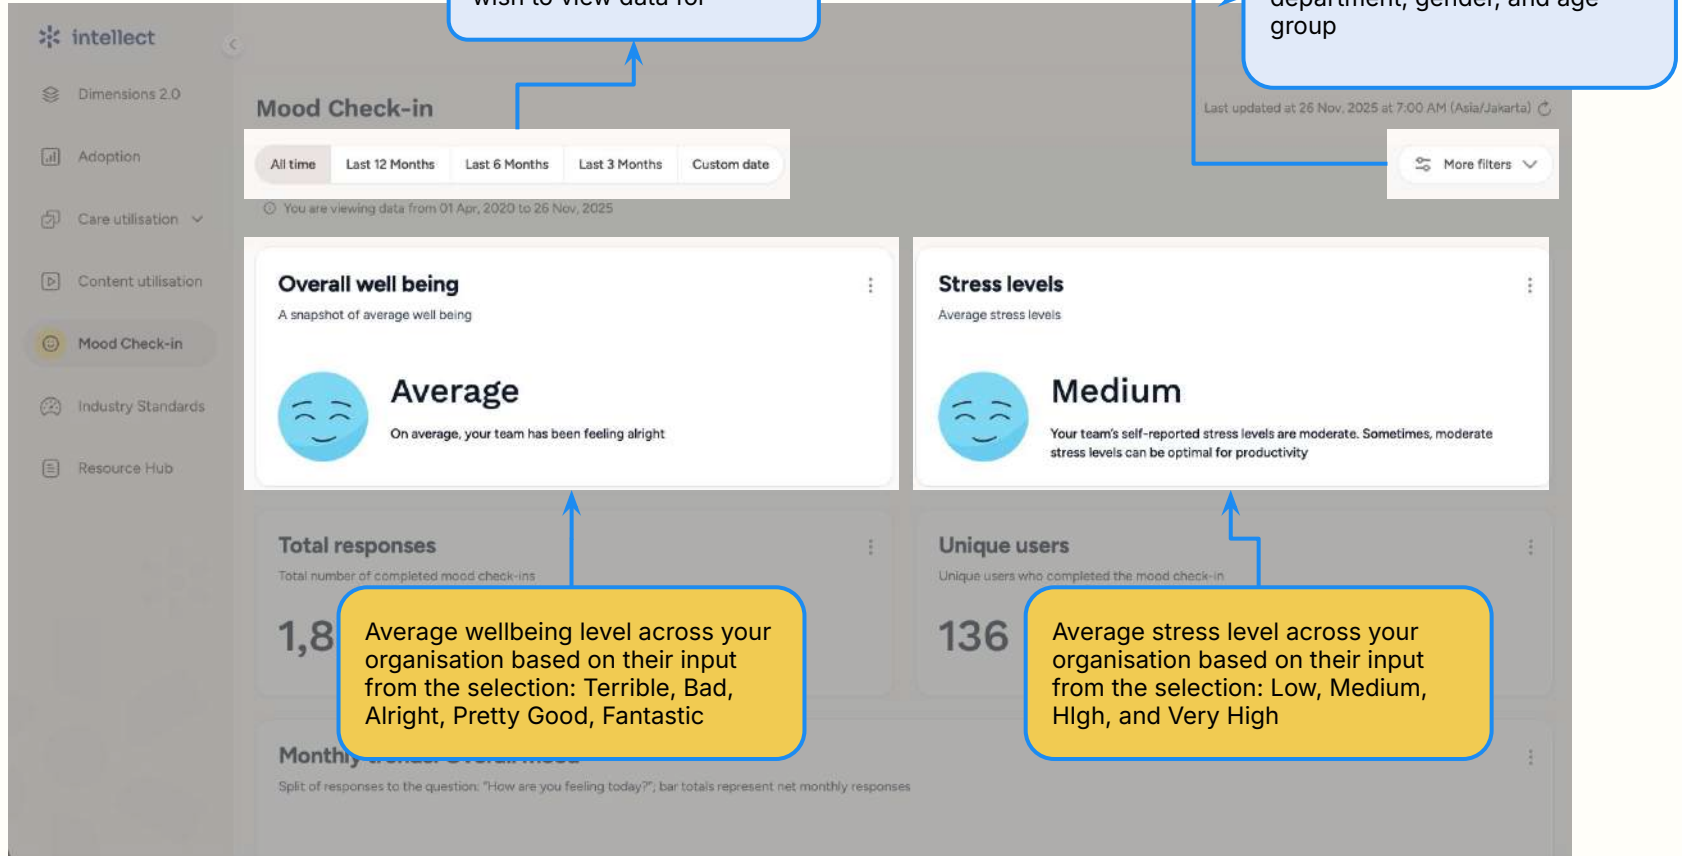 wish to view data for
department, gender, and age
group
intellect
Dimensions 2.0
Adoption
Care utilisation
Content utilisation
Mood Check-in
Industry Standards
Resource Hub
Mood Check-in
Last updated at 26 Nov, 2025 at 7:00 AM (Asia/Jakarta)
All time
Last 12 Months
Last 6 Months
Last 3 Months
Custom date
More filters
You are viewing data from 01 Apr, 2020 to 26 Nov, 2025
Overall well being
A snapshot of average well being
Average
On average, your team has been feeling alright
Stress levels
Average stress levels
Medium
Your team's self-reported stress levels are moderate. Sometimes, moderate
stress levels can be optimal for productivity
Total responses
Total number of completed mood check-ins
1,8
Average wellbeing level across your
organisation based on their input
from the selection: Terrible, Bad,
Alright, Pretty Good, Fantastic
Unique users
Unique users who completed the mood check-in
136
Average stress level across your
organisation based on their input
from the selection: Low, Medium,
HIgh, and Very High
Monthly trends: Overall mood
Split of responses to the question: "How are you feeling today?"; bar totals represent net monthly responses